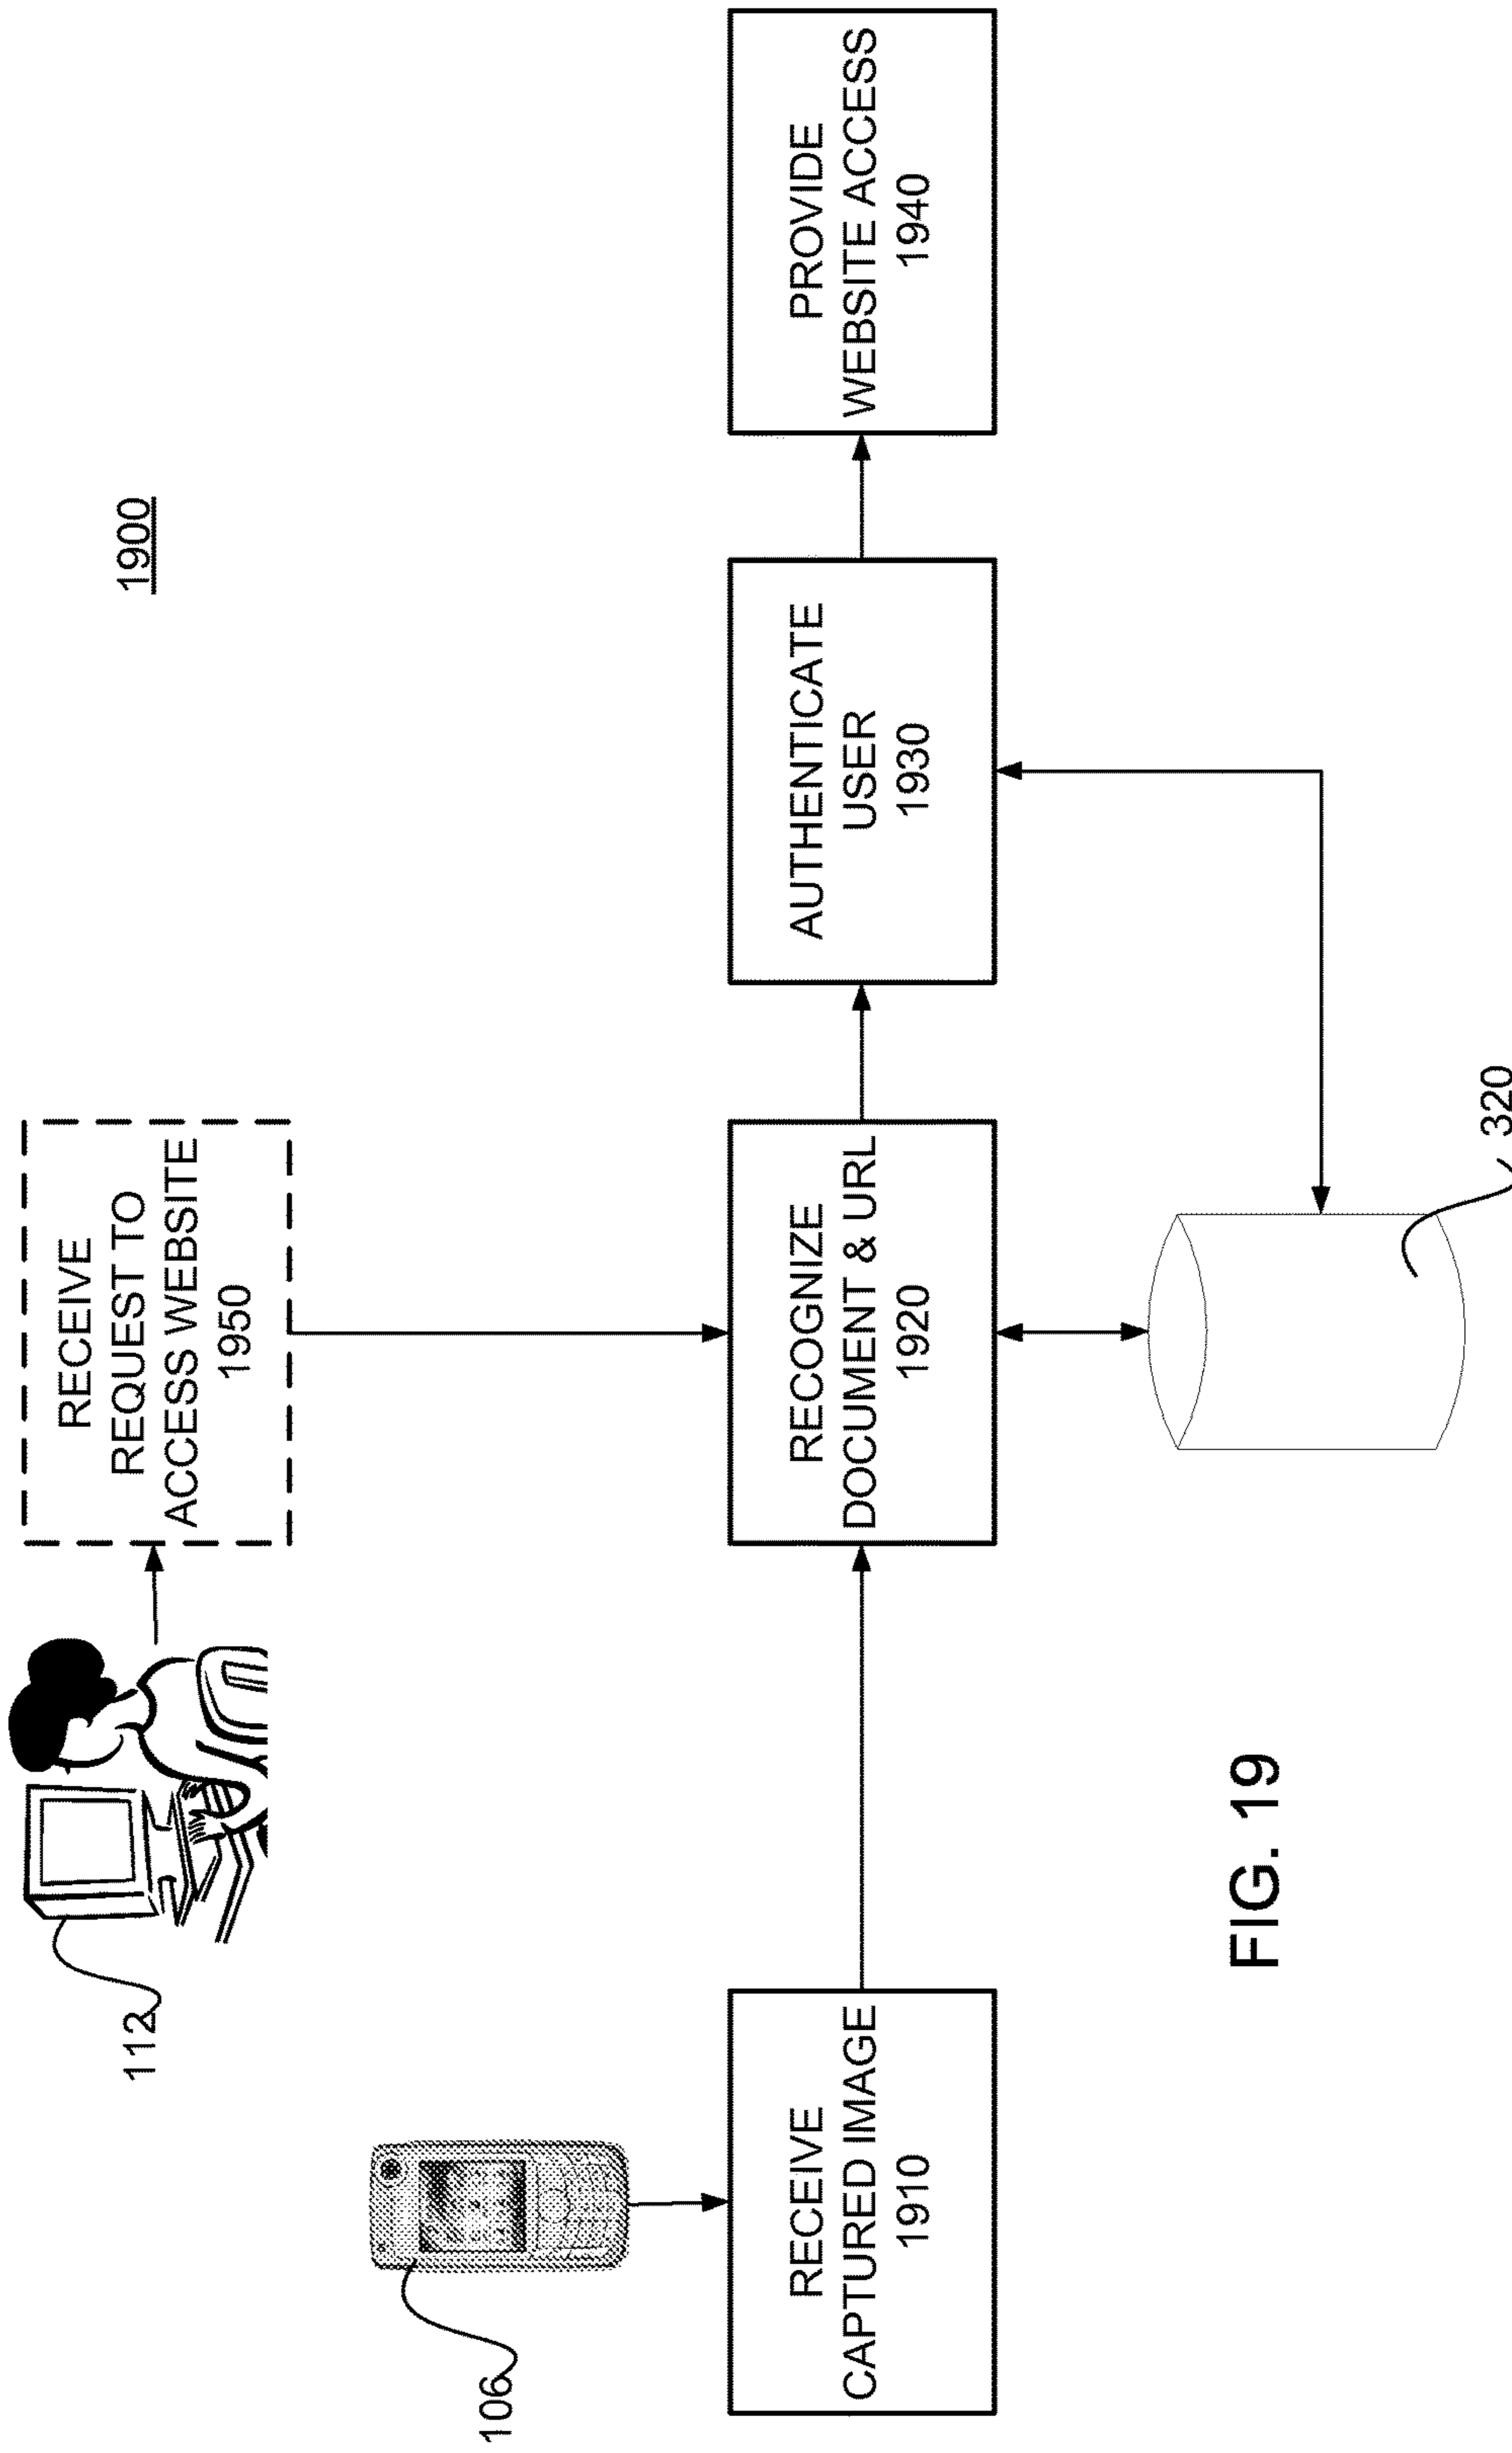 1900
112
RECEIVE
REQUEST TO
ACCESS WEBSITE
1950
106
RECEIVE
CAPTURED IMAGE
1910
RECOGNIZE
DOCUMENT & URL
1920
AUTHENTICATE
USER
1930
PROVIDE
WEBSITE ACCESS
1940
320
FIG. 19